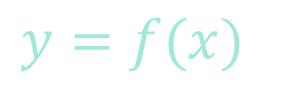 y = f(x)